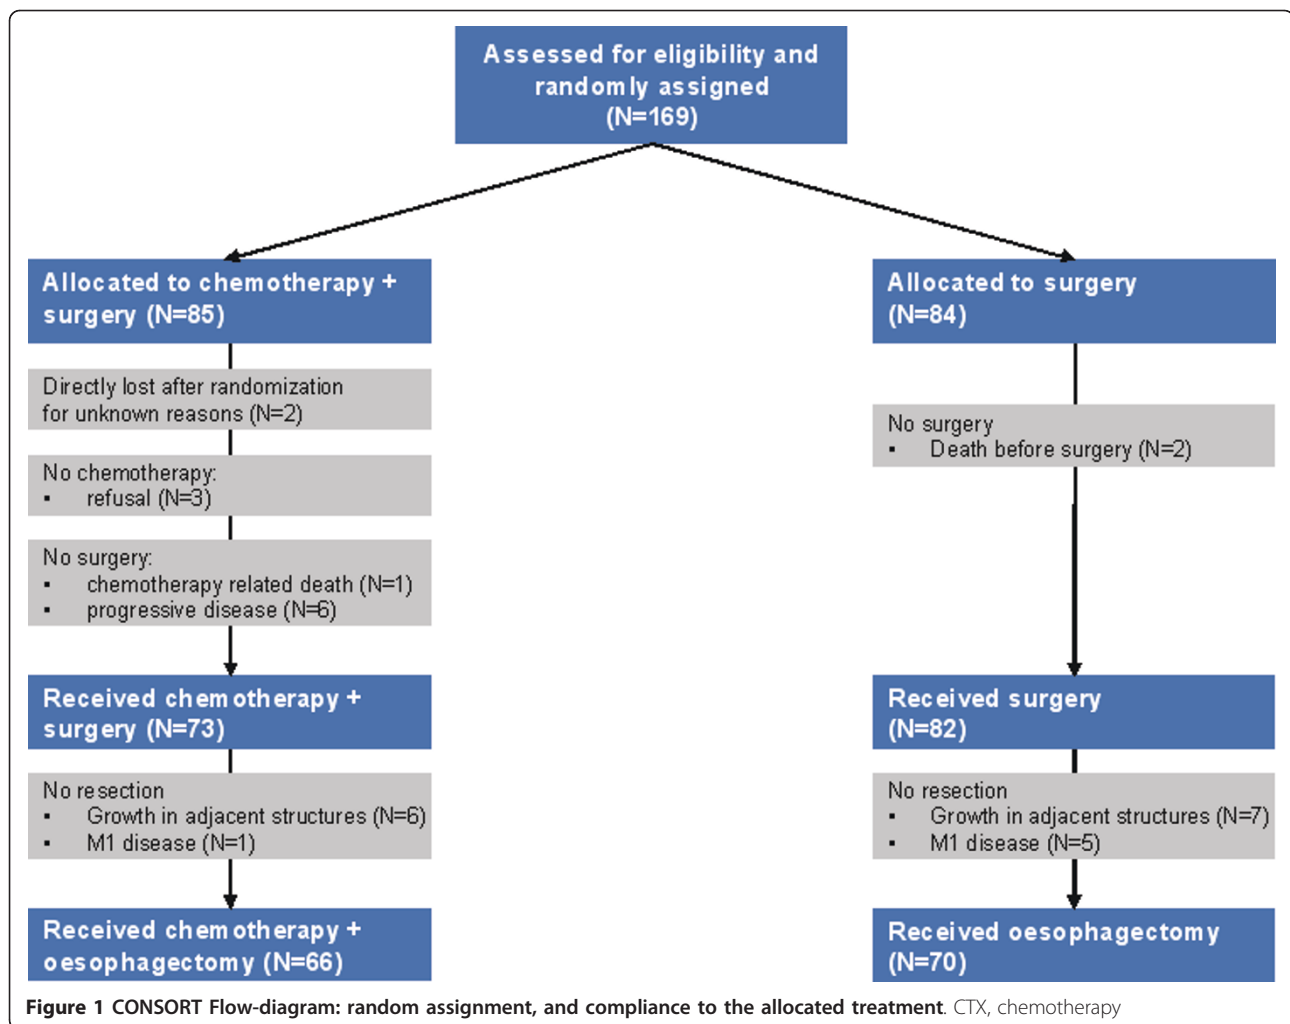 Assessed for eligibility and
randomly assigned
(N=169)
Allocated to chemotherapy +
surgery (N=85)
Directly lost after randomization
for unknown reasons (N=2)
No chemotherapy:
▪ refusal (N=3)
No surgery:
▪ chemotherapy related death (N=1)
▪ progressive disease (N=6)
Received chemotherapy +
surgery (N=73)
No resection
▪ Growth in adjacent structures (N=6)
▪ M1 disease (N=1)
Received chemotherapy +
oesophagectomy (N=66)
Allocated to surgery
(N=84)
No surgery
▪ Death before surgery (N=2)
Received surgery
(N=82)
No resection
▪ Growth in adjacent structures (N=7)
▪ M1 disease (N=5)
Received oesophagectomy
(N=70)
Figure 1 CONSORT Flow-diagram: random assignment, and compliance to the allocated treatment. CTX, chemotherapy